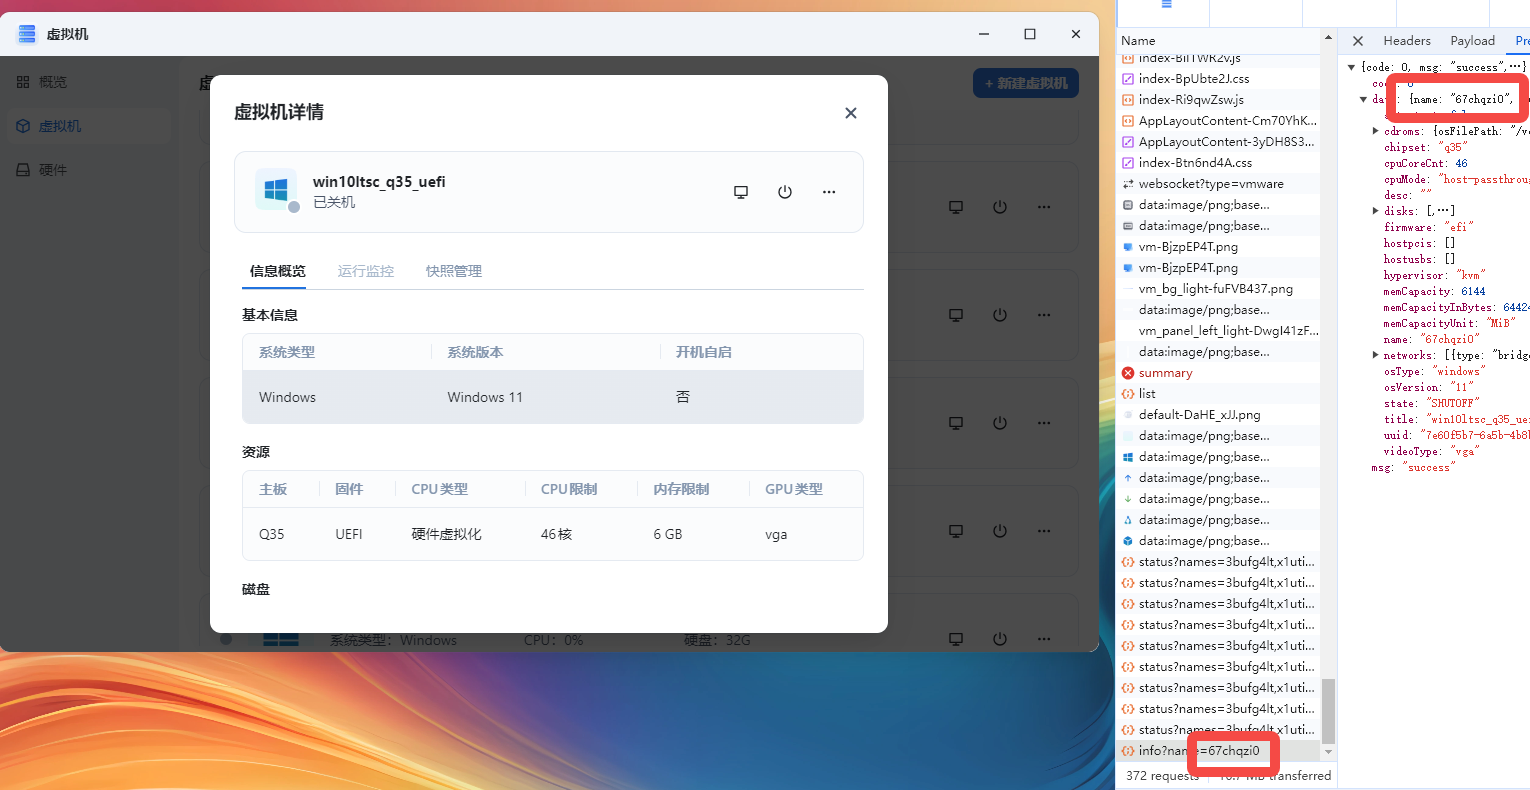 虚拟机
概览
虚拟机
硬件
+ 新建虚拟机
虚拟机详情
win10ltsc_q35_uefi
已关机
信息概览 运行监控 快照管理
基本信息
系统类型 系统版本 开机自启
Windows Windows 11 否
资源
主板 固件 CPU类型 CPU限制 内存限制 GPU类型
Q35 UEFI 硬件虚拟化 46核 6 GB vga
磁盘
系统类型：Windows CPU：0% 硬盘：32G
Name
index-BiITWR2v.js
index-BpUbte2J.css
index-Ri9qwZsw.js
AppLayoutContent-Cm70YhK...
AppLayoutContent-3yDH8S3...
index-Btn6nd4A.css
websocket?type=vmware
data:image/png;base...
data:image/png;base...
vm-BjzpEP4T.png
vm-BjzpEP4T.png
vm_bg_light-fuFVB437.png
data:image/png;base...
vm_panel_left_light-DwgI41zF...
data:image/png;base...
summary
list
default-DaHE_xJJ.png
data:image/png;base...
data:image/png;base...
data:image/png;base...
data:image/png;base...
data:image/png;base...
data:image/png;base...
status?names=3bufg4lt,x1uti...
status?names=3bufg4lt,x1uti...
status?names=3bufg4lt,x1uti...
status?names=3bufg4lt,x1uti...
status?names=3bufg4lt,x1uti...
status?names=3bufg4lt,x1uti...
status?names=3bufg4lt,x1uti...
status?names=3bufg4lt,x1uti...
status?names=3bufg4lt,x1uti...
info?name=67chqzi0
372 requests transferred
Headers Payload Pre
{code: 0, msg: "success",…}
{name: "67chqzi0",
cdroms: {osFilePath: "/v
chipset: "q35"
cpuCoreCnt: 46
cpuMode: "host-passthrou
desc: ""
disks: [,…]
firmware: "efi"
hostpcis: []
hostusbs: []
hypervisor: "kvm"
memCapacity: 6144
memCapacityInBytes: 64424
memCapacityUnit: "MiB"
name: "67chqzi0"
networks: [{type: "bridg
osType: "windows"
osVersion: "11"
state: "SHUTOFF"
title: "win10ltsc_q35_ue
uuid: "7e60f5b7-6a5b-4b8
videoType: "vga"
msg: "success"